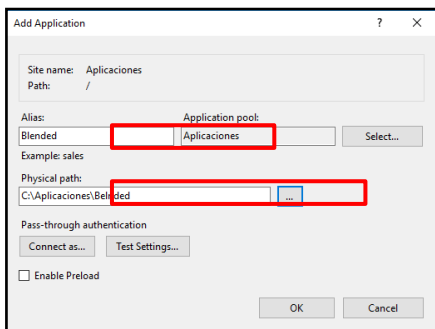 Add Application ? ×
Site name: Aplicaciones
Path: /
Alias: Application pool:
Blended Aplicaciones Select...
Example: sales
Physical path:
C:\Aplicaciones\Belnded ...
Pass-through authentication
Connect as... Test Settings...
Enable Preload
OK Cancel